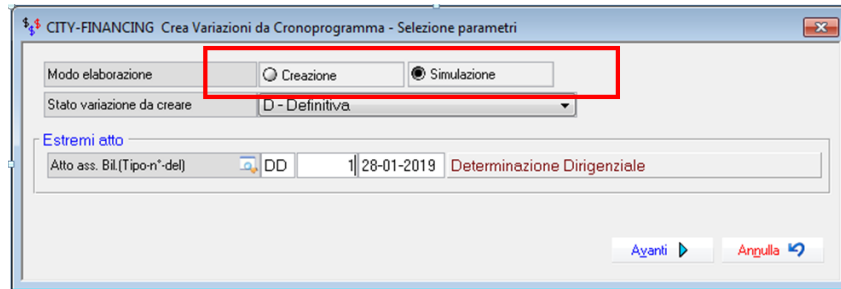 CITY-FINANCING Crea Variazioni da Cronoprogramma - Selezione parametri
Modo elaborazione Creazione Simulazione
Stato variazione da creare D - Definitiva
Estremi atto
Atto ass. Bil.(Tipo-n°-del) DD 1 28-01-2019 Determinazione Dirigenziale
Avanti Annulla